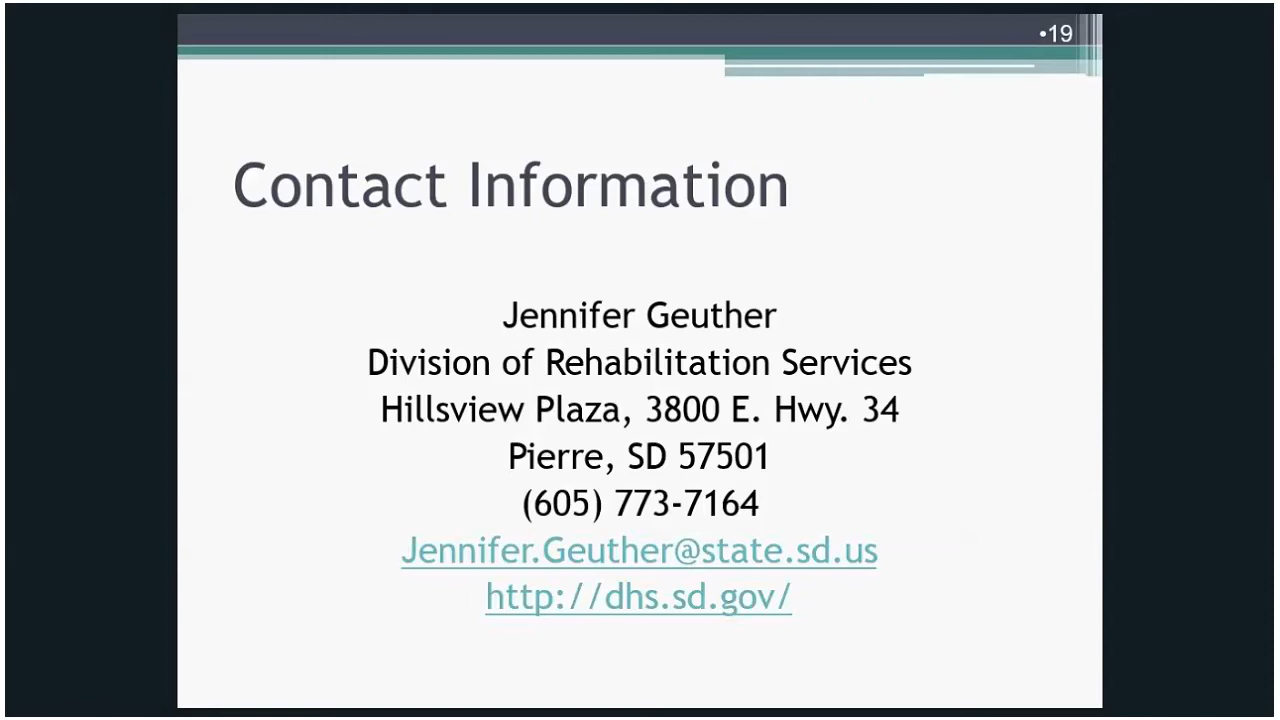 •19
Contact Information
Jennifer Geuther
Division of Rehabilitation Services
Hillsview Plaza, 3800 E. Hwy. 34
Pierre, SD 57501
(605) 773-7164
Jennifer.Geuther@state.sd.us
http://dhs.sd.gov/